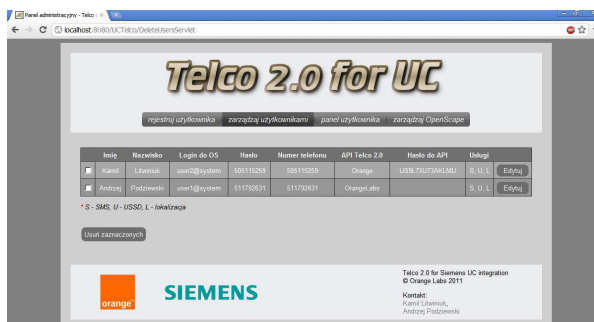 Panel administracyjny - Telco
localhost:8080/UCTelco/DeleteUsersServlet
Telco 2.0 for UC
rejestruj użytkownika zarządzaj użytkownikami panel użytkownika zarządzaj OpenScape
Imię Nazwisko Login do OS Hasło Numer telefonu API Telco 2.0 Hasło do API Usługi
Kamil Litwiniuk user2@system 505115259 505115259 Orange S, U, L Edytuj
Andrzej Podziewski user1@system 511792631 511792631 OrangeLabs S, U, L Edytuj
* S - SMS, U - USSD, L - lokalizacja
Usuń zaznaczonych
orange
SIEMENS
Telco 2.0 for Siemens UC integration
© Orange Labs 2011
Kontakt:
Kamil Litwiniuk,
Andrzej Podziewski